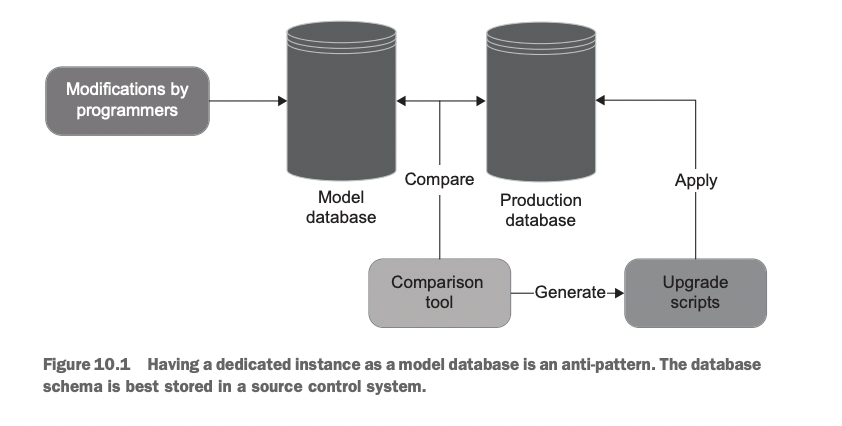 Modifications by
programmers
Model
database
Compare
Production
database
Apply
Comparison
tool
Generate
Upgrade
scripts
Figure 10.1 Having a dedicated instance as a model database is an anti-pattern. The database
schema is best stored in a source control system.